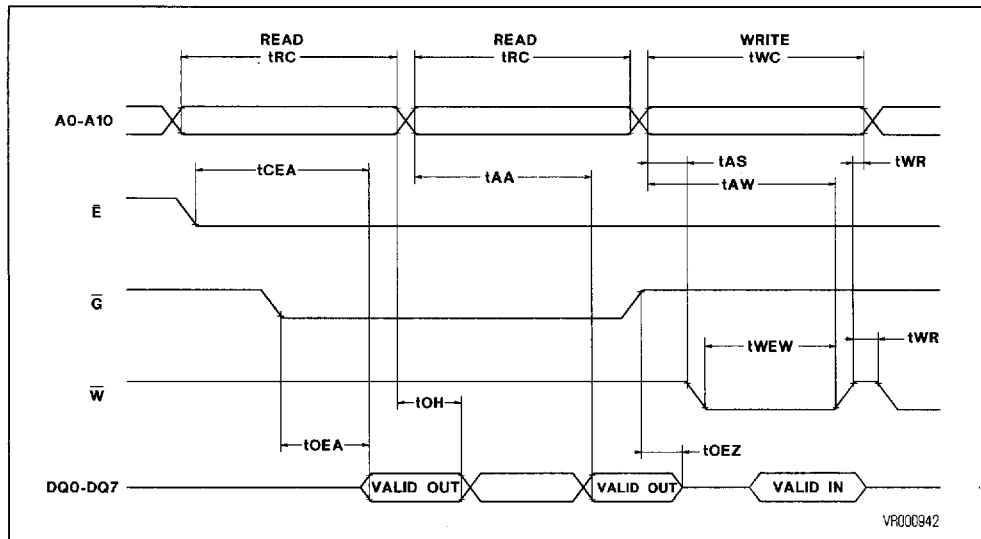 READ READ WRITE
tRC tRC tWC
A0-A10
tAS tWR
tCEA tAA tAW
E̅
G̅
tWEW tWR
W̅
tOH
tOEA tOEZ
DQ0-DQ7 VALID OUT VALID OUT VALID IN
VR000942